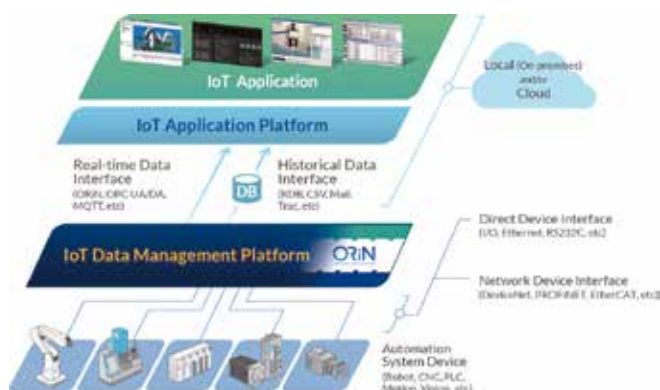 IoT Application
Local (On-premises)
and/or
Cloud
IoT Application Platform
Real-time Data
Interface
(ORiN, OPC UA/DA,
MQTT, etc)
DB
Historical Data
Interface
(RDB, CSV, Mail,
etc)
IoT Data Management Platform
ORiN
Direct Device Interface
(I/O, Ethernet, RS232C, etc)
Network Device Interface
(DeviceNet, PROFINET, EtherCAT, etc)
Automation
System Device
(Robot, CNC, PLC,
etc)